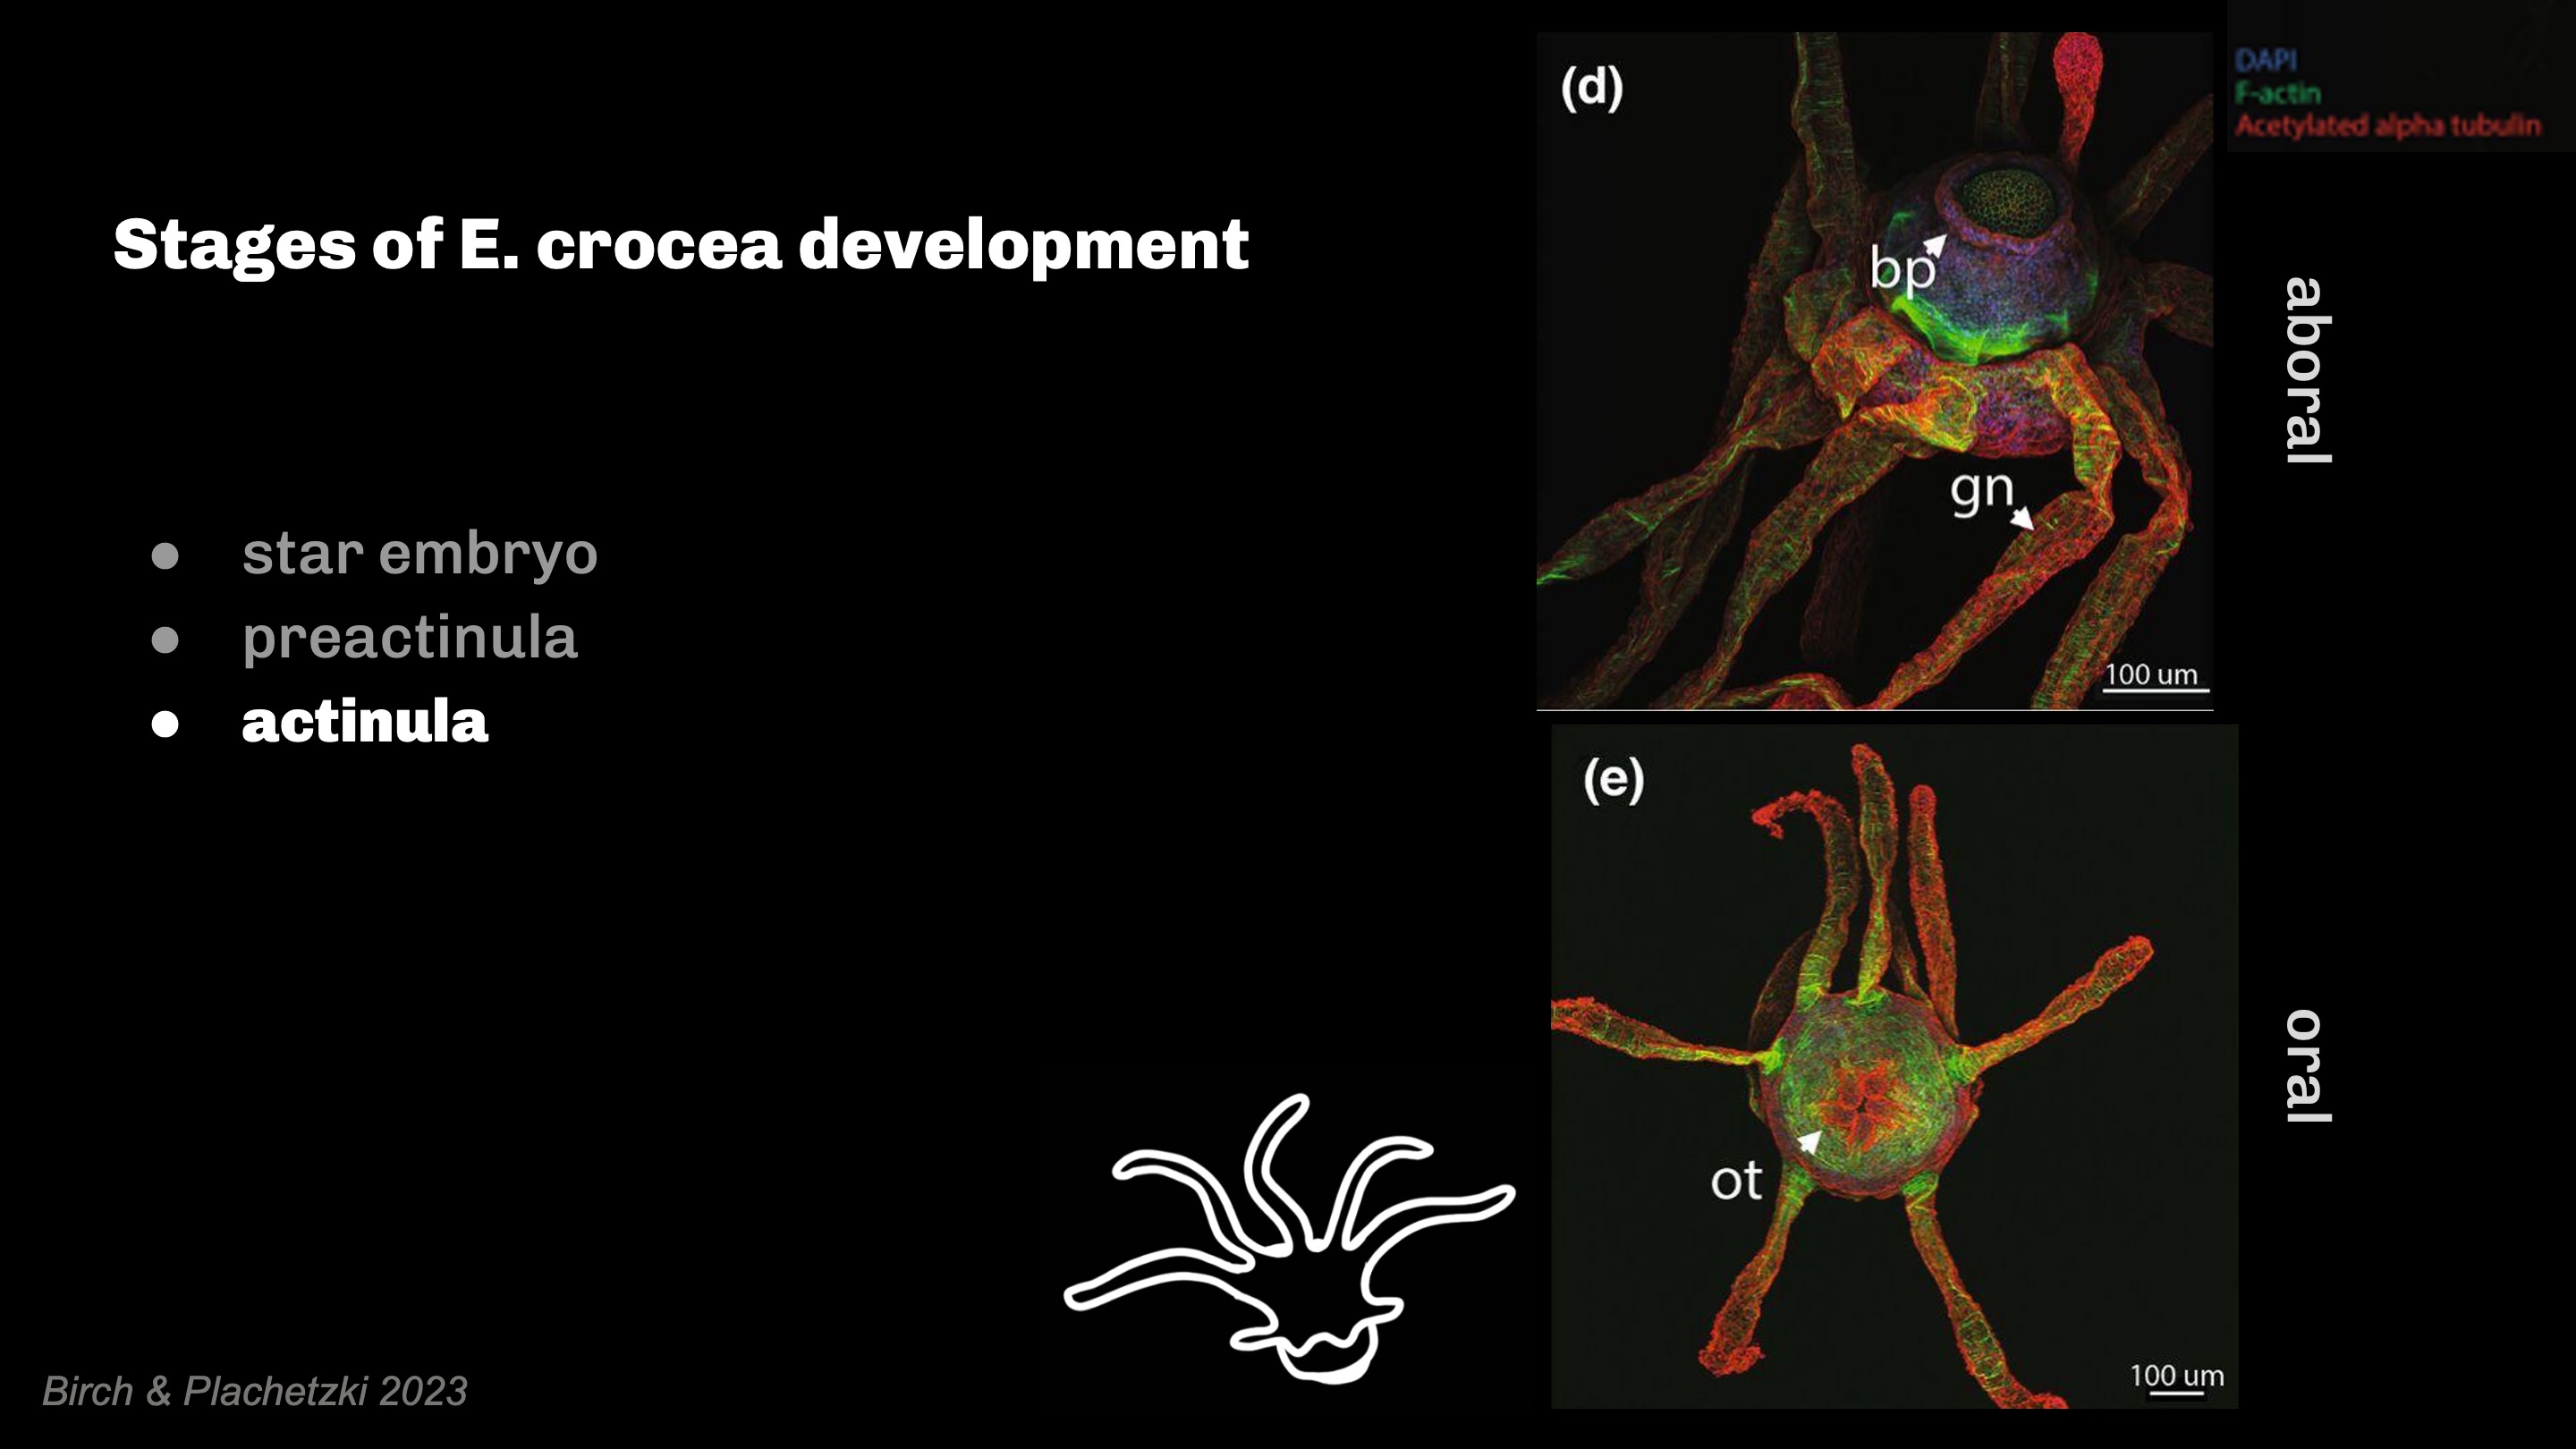 Stages of E. crocea development
● star embryo
● preactinula
● actinula
Birch & Plachetzki 2023
(d)
bp
gn
100 um
DAPI
F-actin
Acetylated alpha tubulin
aboral
(e)
ot
100 um
oral